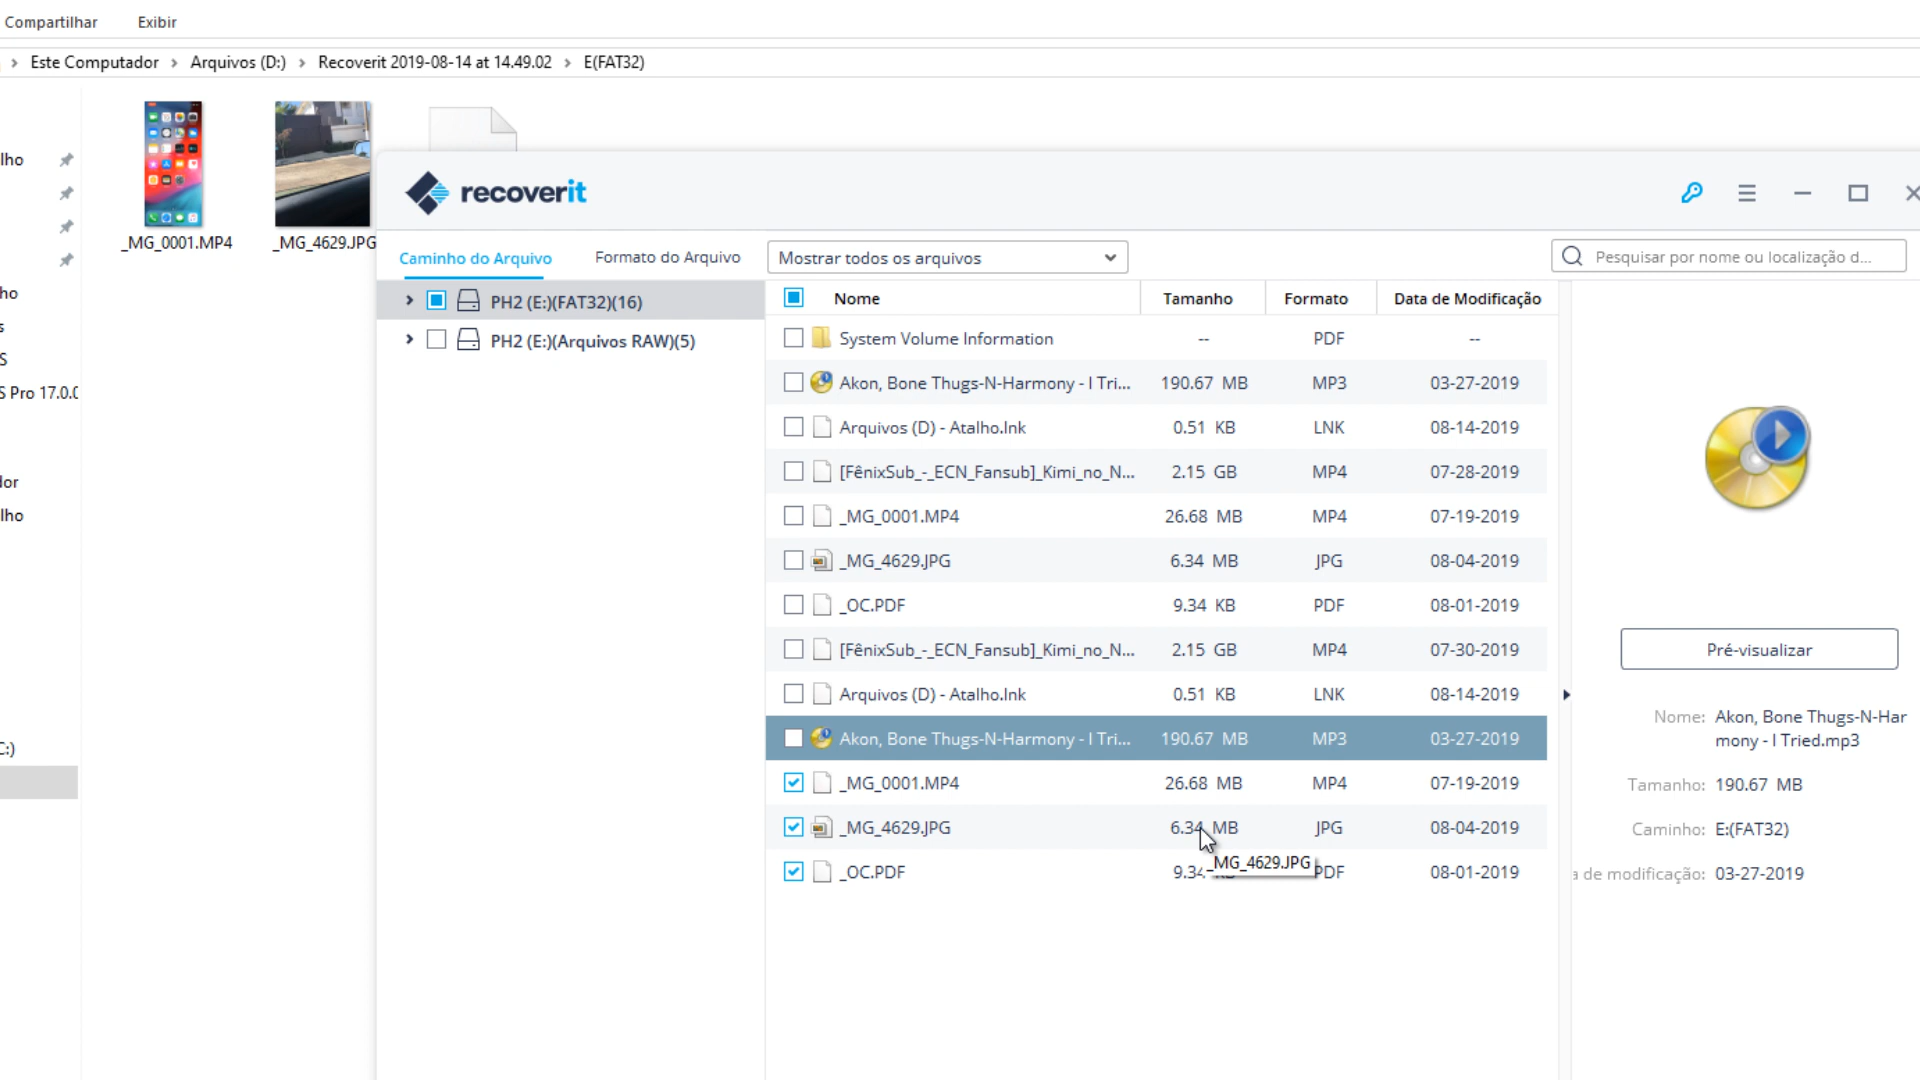 Compartilhar Exibir
Este Computador Arquivos (D:) Recoverit 2019-08-14 at 14.49.02 E(FAT32)
lho
ho
s
S
S Pro 17.0.0
dor
lho
C:)
_MG_0001.MP4 _MG_4629.JPG
recoverit
Caminho do Arquivo Formato do Arquivo Mostrar todos os arquivos Pesquisar por nome ou localização d...
PH2 (E:)(FAT32)(16)
PH2 (E:)(Arquivos RAW)(5)
Nome Tamanho Formato Data de Modificação
System Volume Information -- PDF --
Akon, Bone Thugs-N-Harmony - I Tri... 190.67 MB MP3 03-27-2019
Arquivos (D) - Atalho.lnk 0.51 KB LNK 08-14-2019
[FênixSub_-_ECN_Fansub]_Kimi_no_N... 2.15 GB MP4 07-28-2019
_MG_0001.MP4 26.68 MB MP4 07-19-2019
_MG_4629.JPG 6.34 MB JPG 08-04-2019
_OC.PDF 9.34 KB PDF 08-01-2019
[FênixSub_-_ECN_Fansub]_Kimi_no_N... 2.15 GB MP4 07-30-2019
Arquivos (D) - Atalho.lnk 0.51 KB LNK 08-14-2019
Akon, Bone Thugs-N-Harmony - I Tri... 190.67 MB MP3 03-27-2019
_MG_0001.MP4 26.68 MB MP4 07-19-2019
_MG_4629.JPG 6.34 MB JPG 08-04-2019
_MG_4629.JPG
_OC.PDF 9.34 PDF 08-01-2019
Pré-visualizar
Nome: Akon, Bone Thugs-N-Har
mony - I Tried.mp3
Tamanho: 190.67 MB
Caminho: E:(FAT32)
a de modificação: 03-27-2019